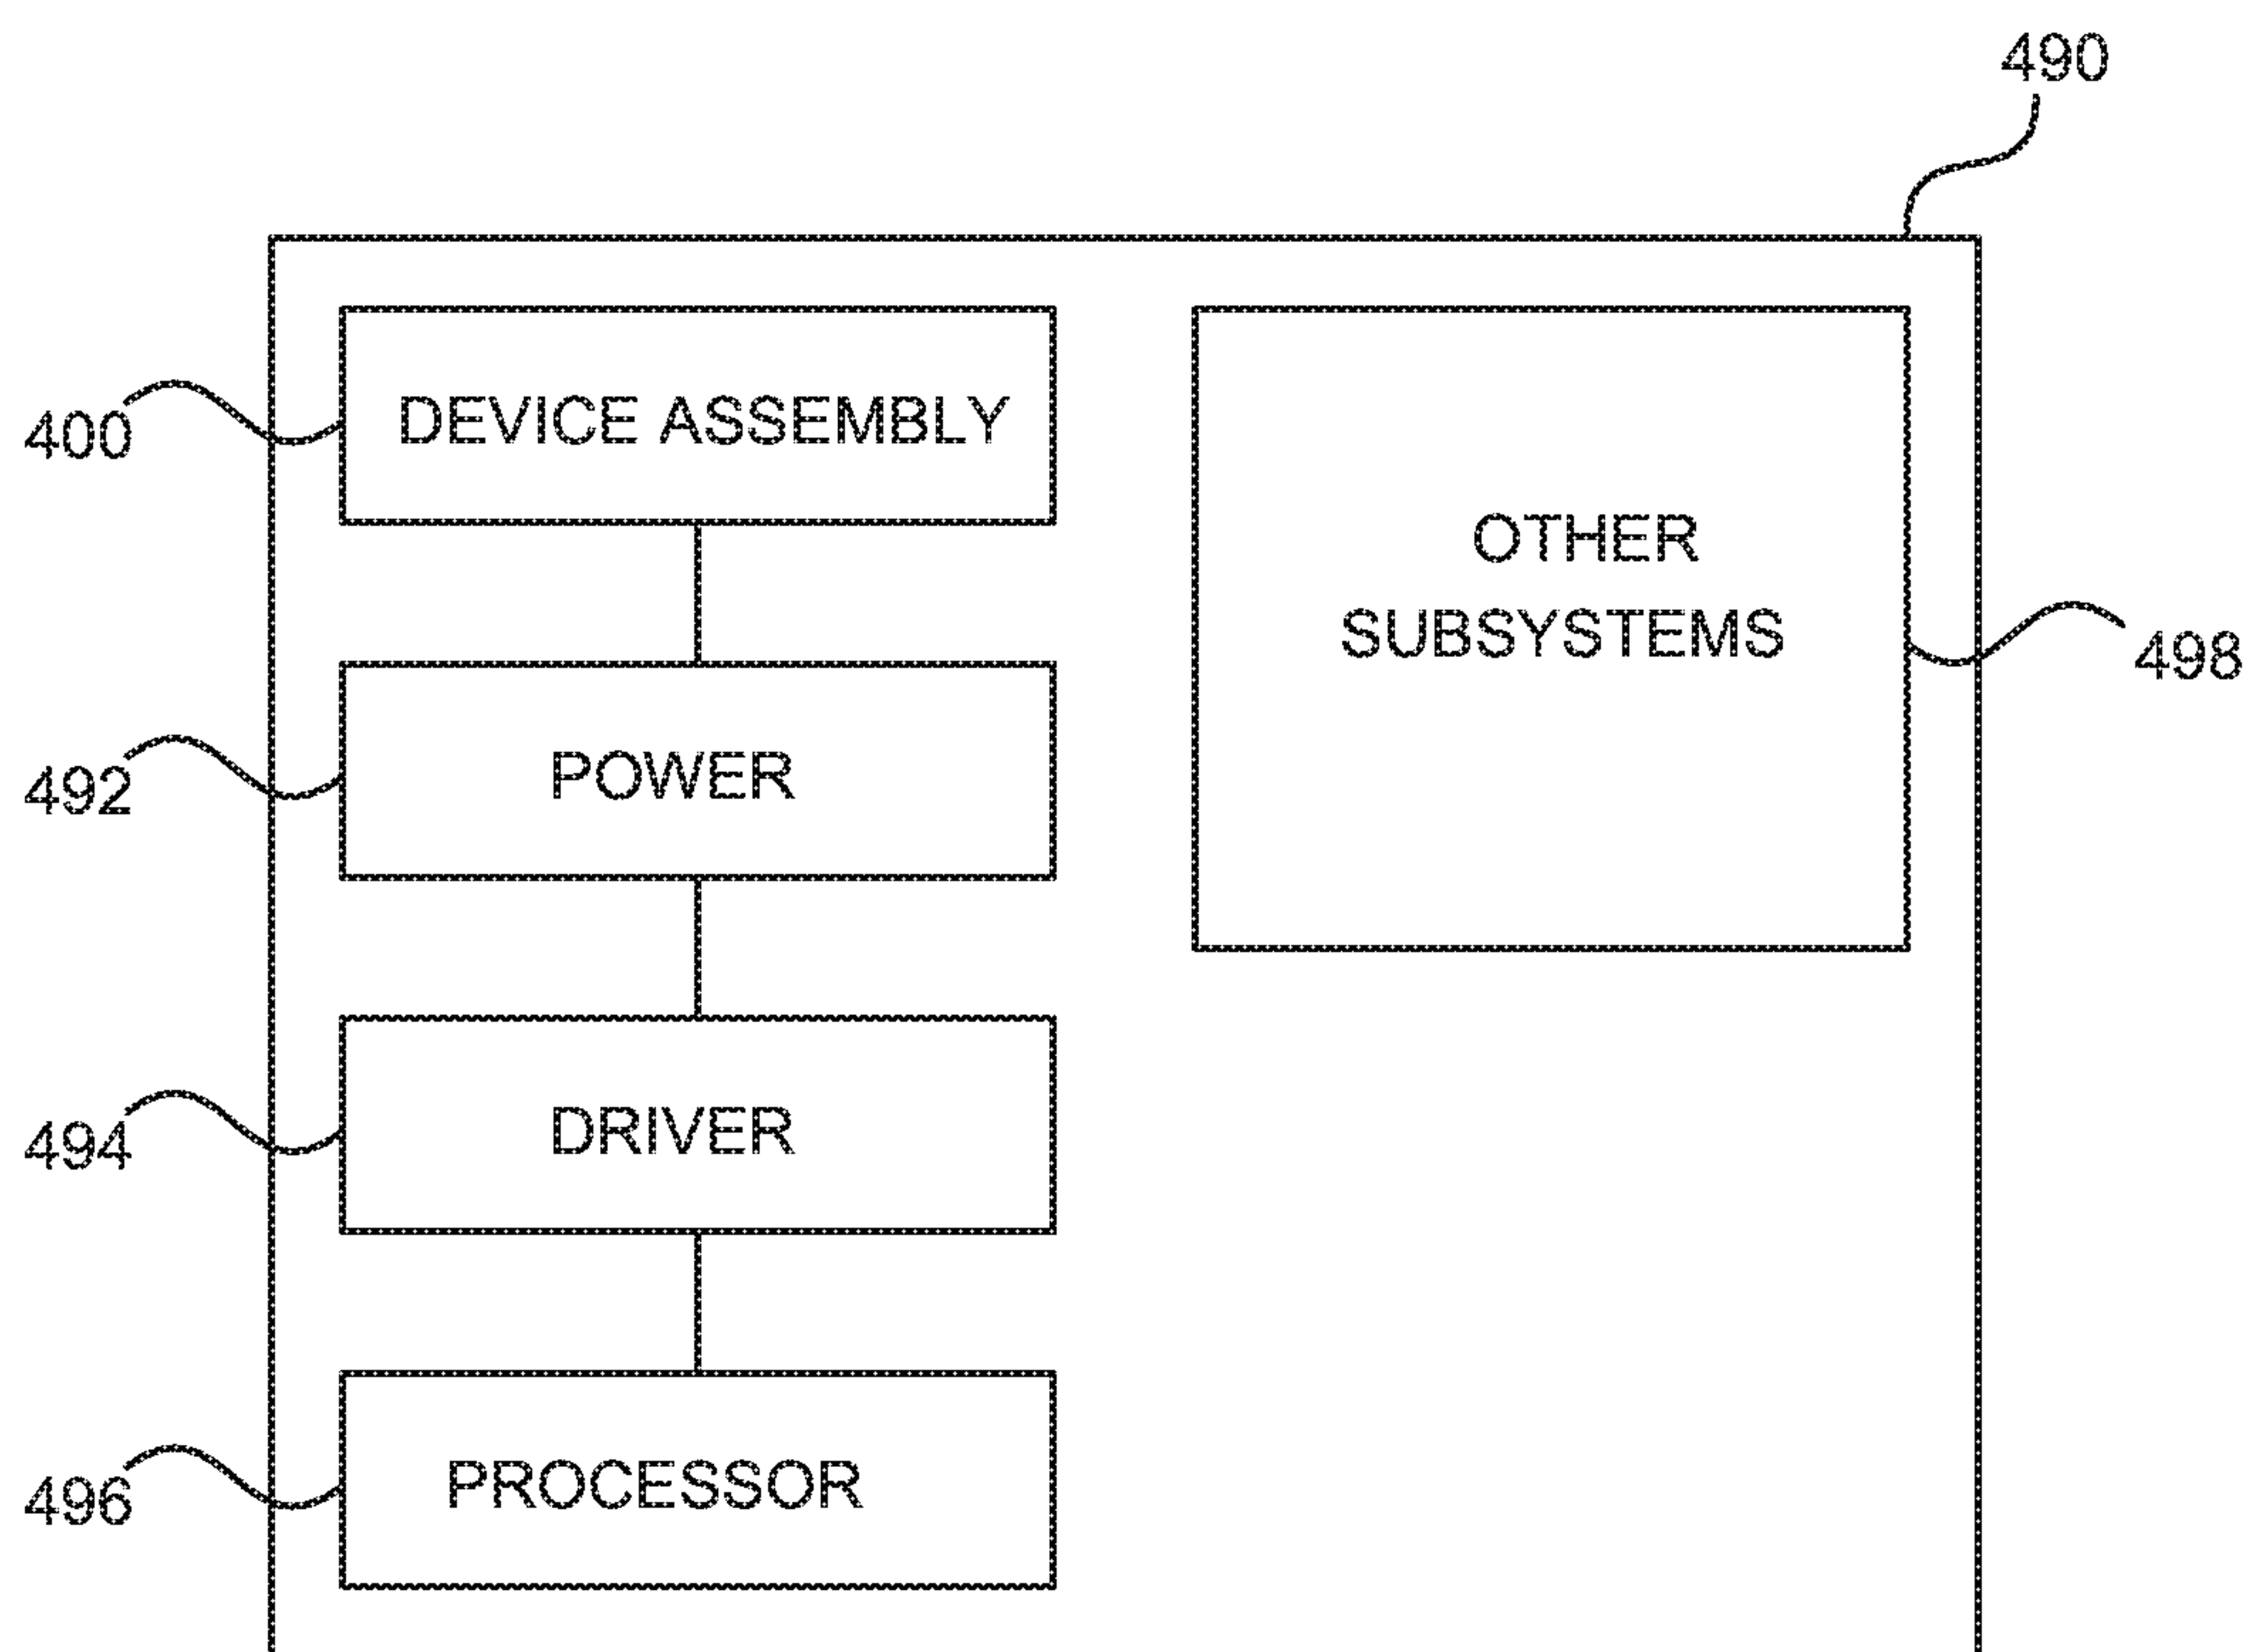 490
400
DEVICE ASSEMBLY
OTHER
SUBSYSTEMS
498
492
POWER
494
DRIVER
496
PROCESSOR